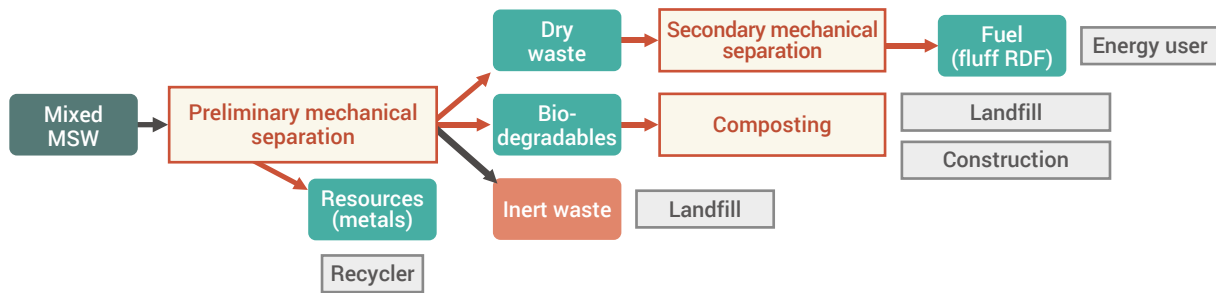 Mixed
MSW
Preliminary mechanical
separation
Resources
(metals)
Recycler
Dry
waste
Secondary mechanical
separation
Fuel
(fluff RDF)
Energy user
Bio-
degradables
Composting
Landfill
Construction
Inert waste
Landfill